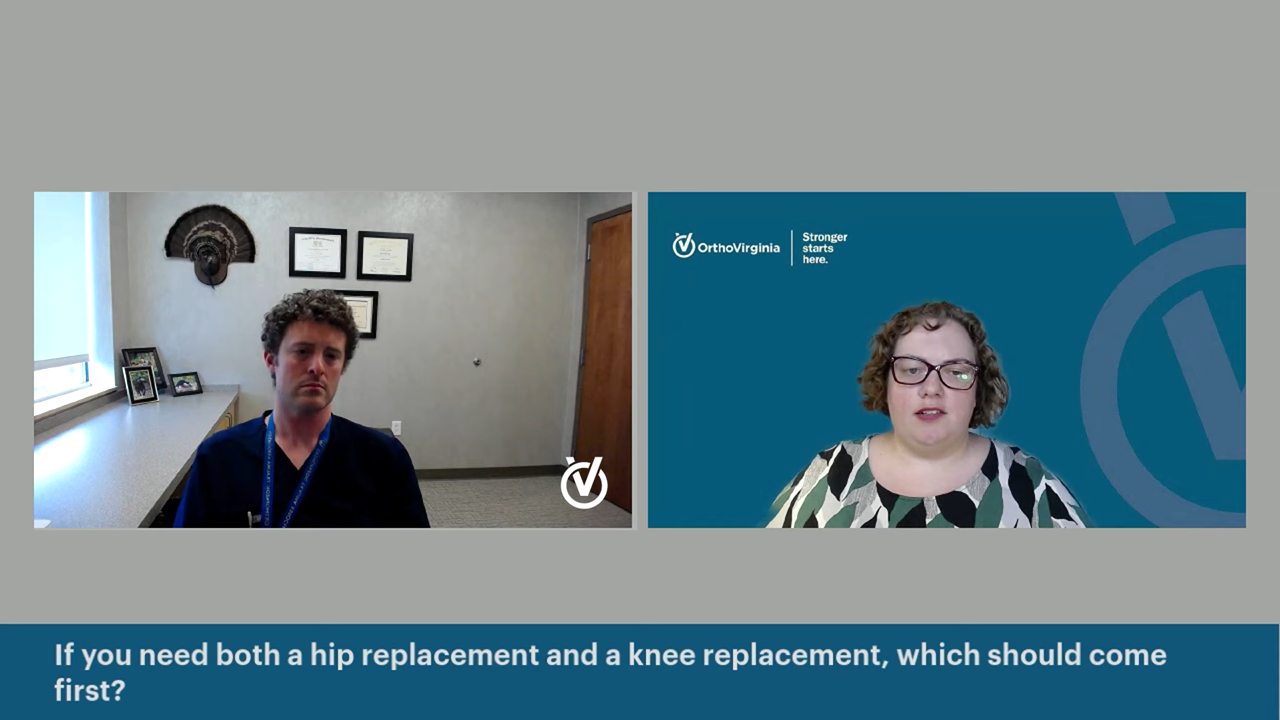 OrthoVirginia
Stronger
starts
here.
If you need both a hip replacement and a knee replacement, which should come
first?